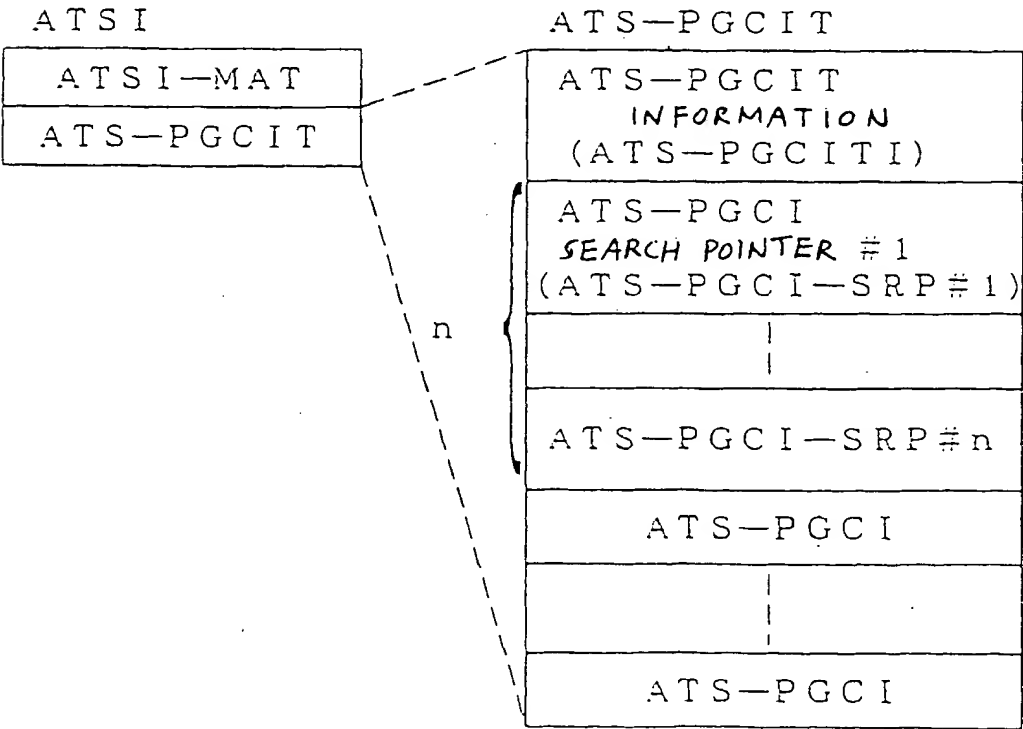 ATSI
ATSI—MAT
ATS—PGCIT
ATS—PGCIT
ATS—PGCIT
INFORMATION
(ATS—PGCITI)
ATS—PGCI
SEARCH POINTER #1
(ATS—PGCI—SRP#1)
n
ATS—PGCI—SRP#n
ATS—PGCI
ATS—PGCI